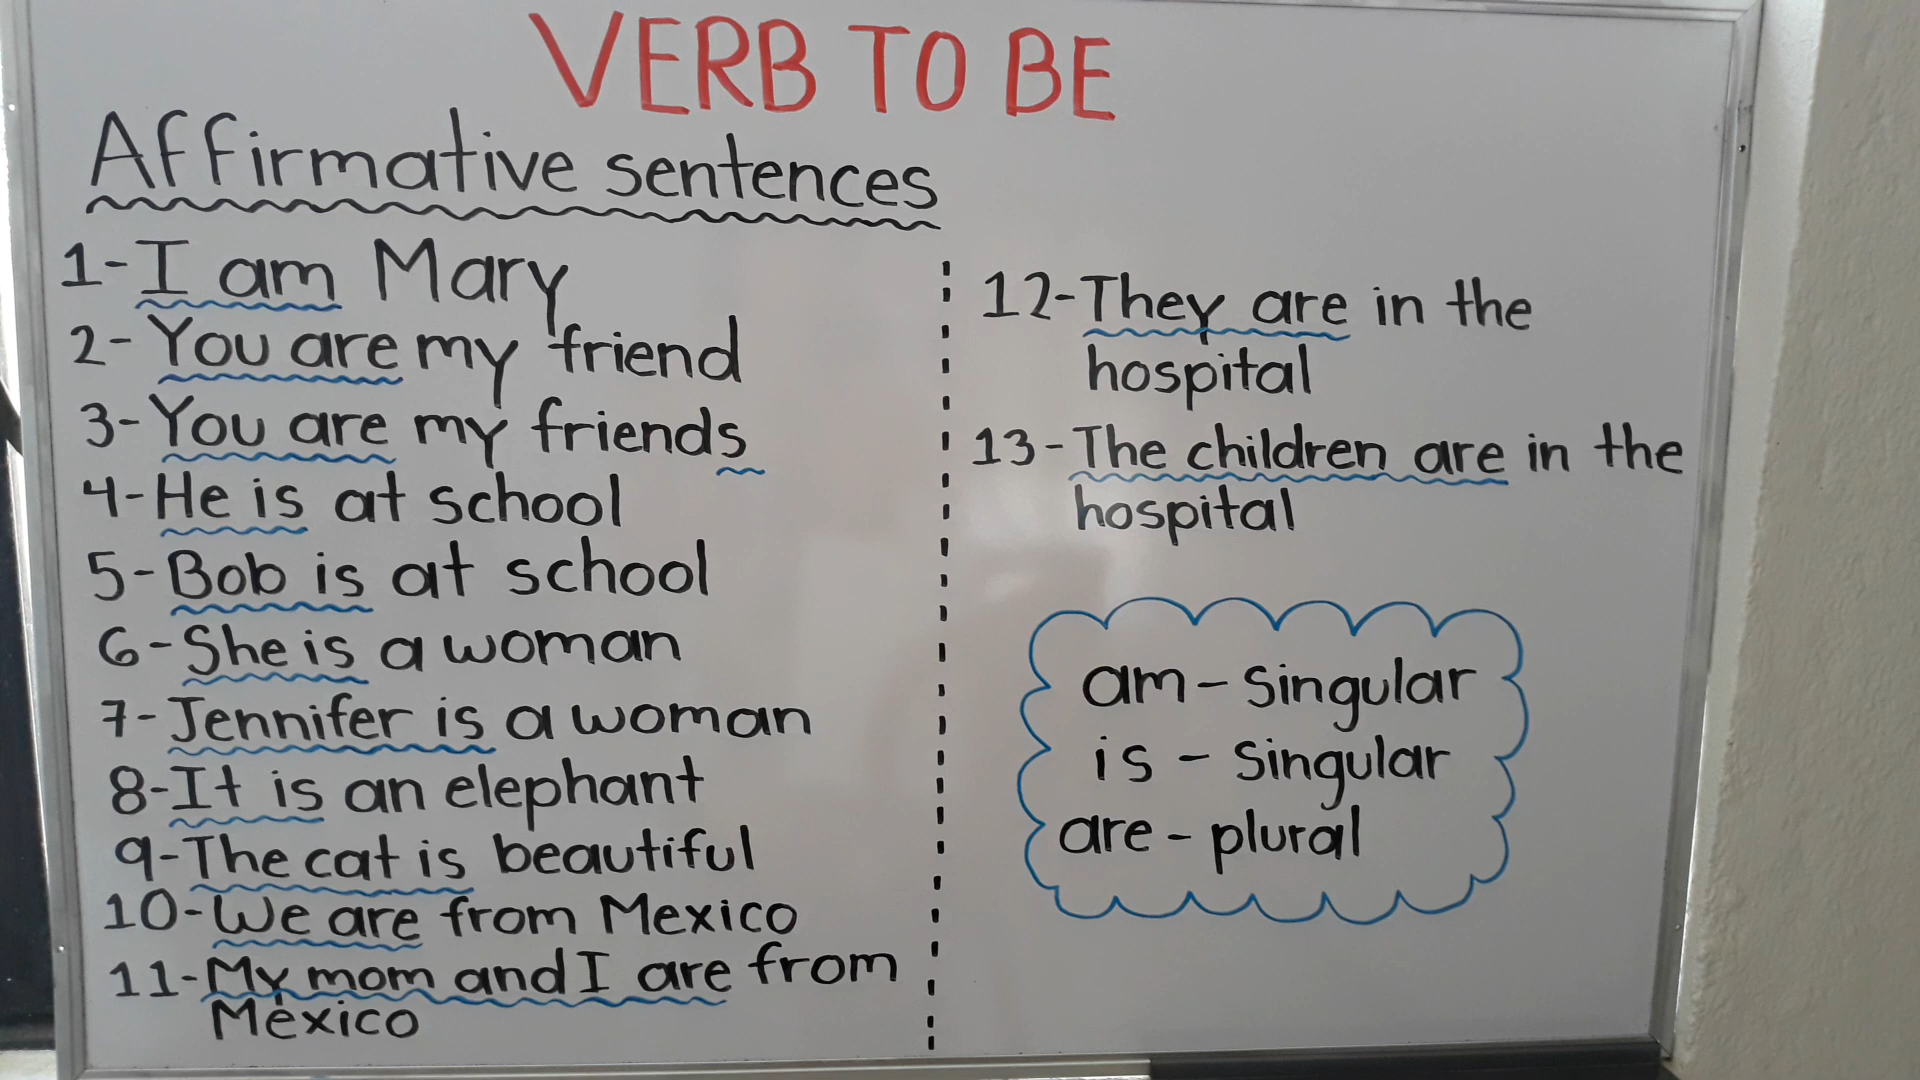 VERB TO BE
Affirmative sentences
1-I am Mary
2- You are my friend
3- You are my friends
4-He is at school
5-Bob is at school
6-She is a woman
7-Jennifer is a woman
8-It is an elephant
9-The cat is beautiful
10-We are from Mexico
11-My mom and I are from
Mexico
12-They are in the
hospital
13-The children are in the
hospital
am - singular
is - singular
are - plural